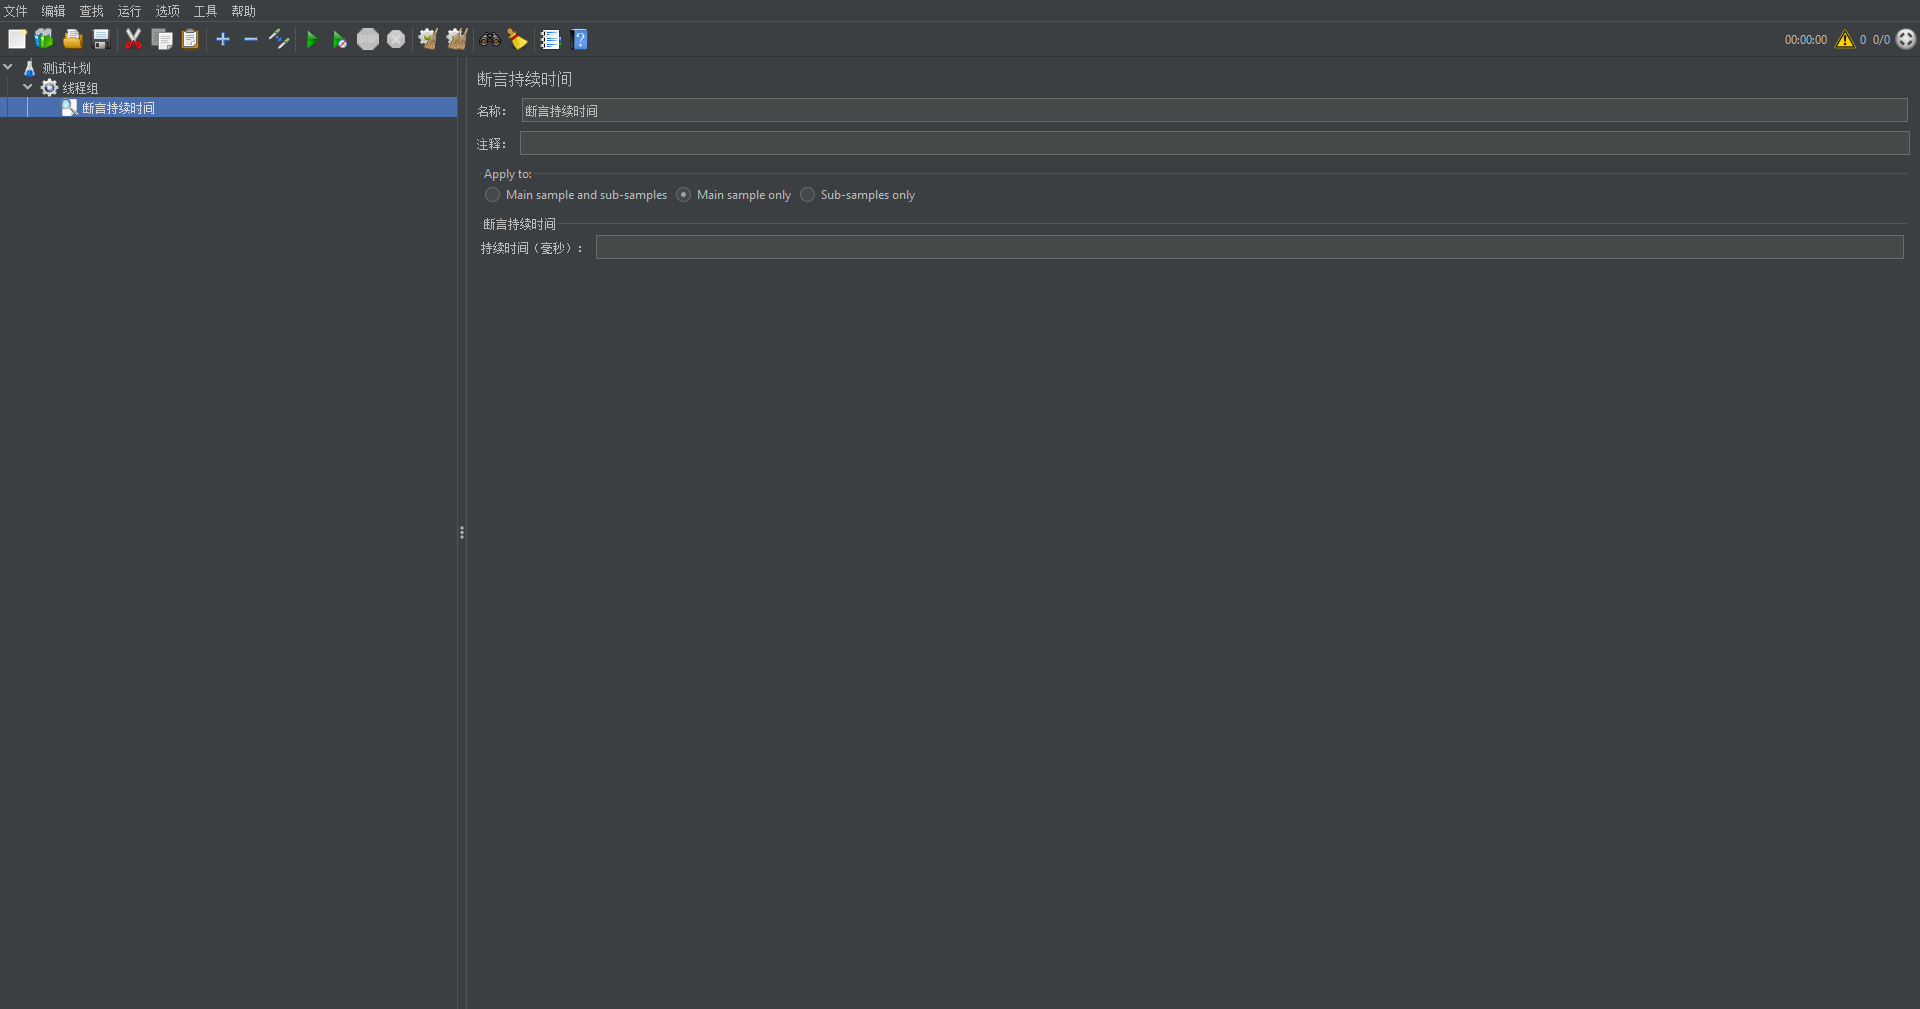 文件 编辑 查找 运行 选项 工具 帮助
STOP
00:00:00 0 0/0
测试计划
线程组
断言持续时间
断言持续时间
名称： 断言持续时间
注释：
Apply to:
Main sample and sub-samples Main sample only Sub-samples only
断言持续时间
持续时间（毫秒）：